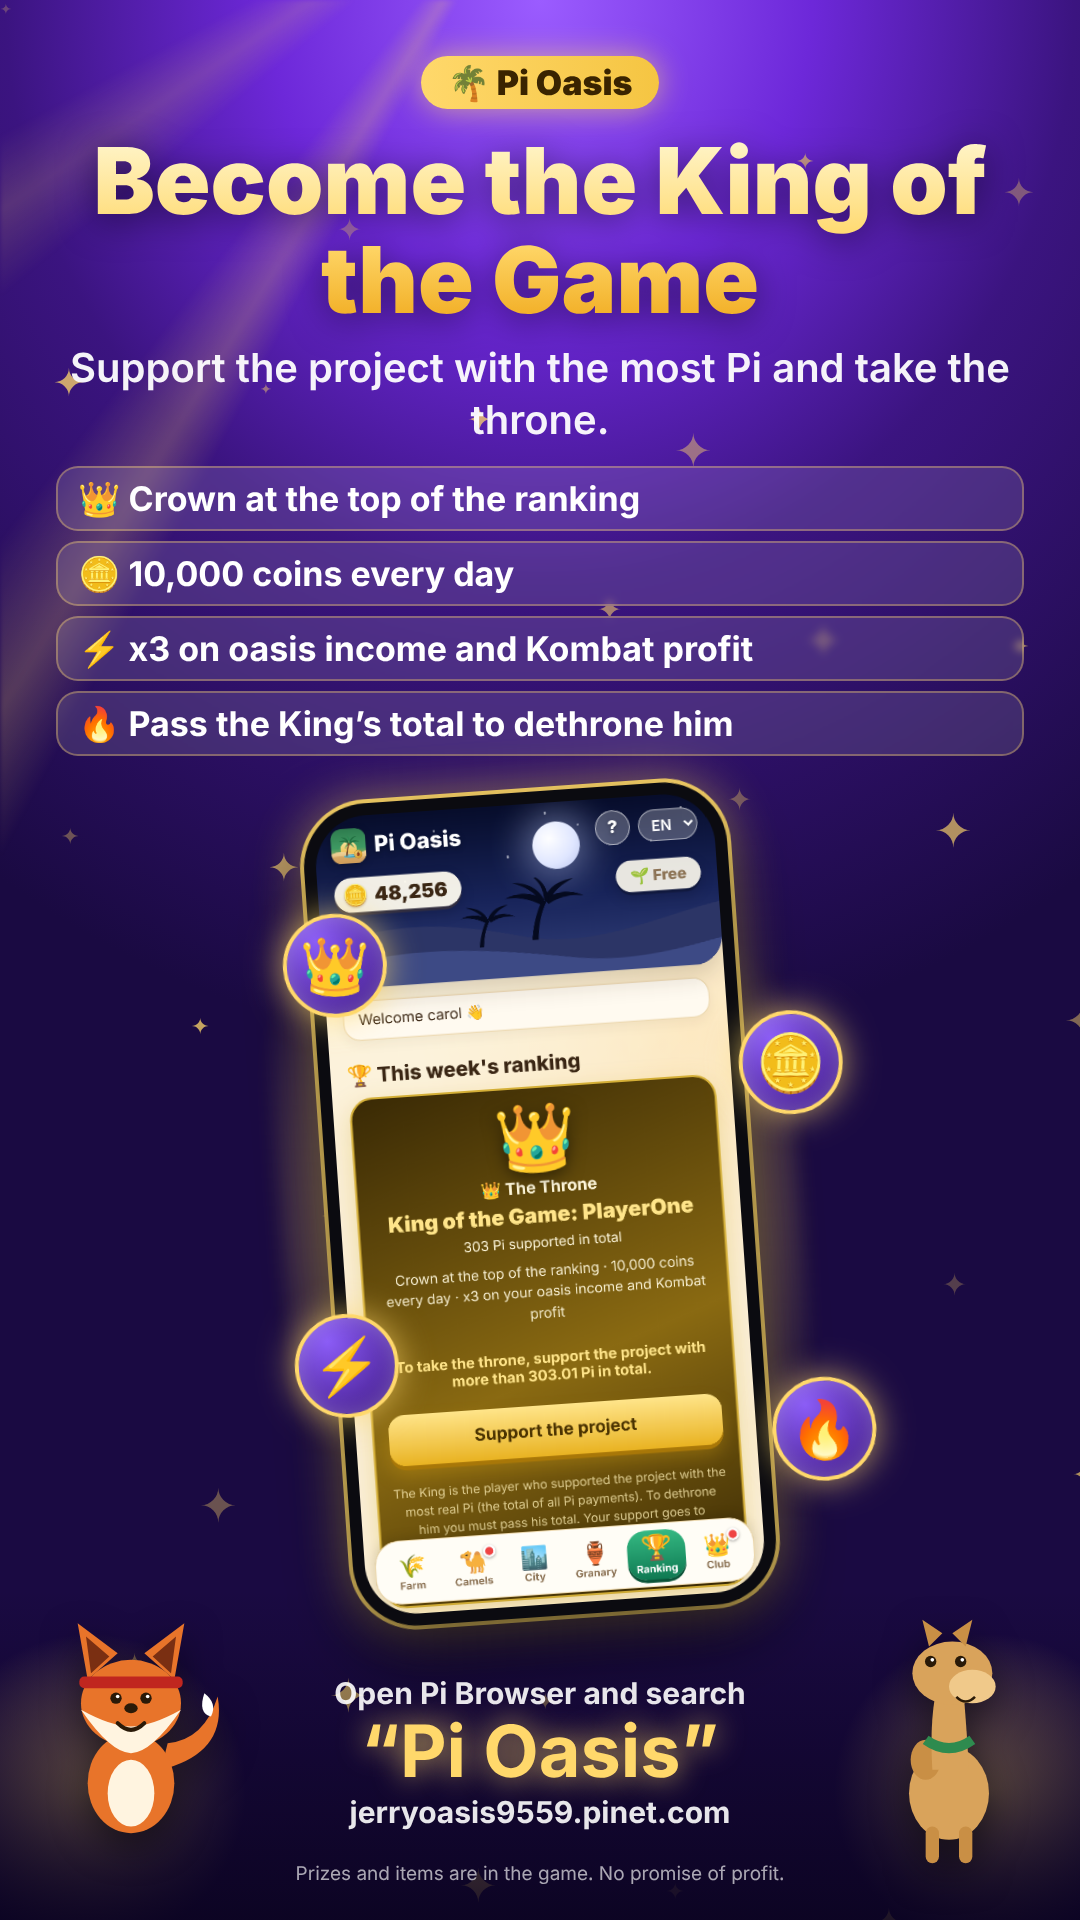 🌴 Pi Oasis
Become the King of
the Game
Support the project with the most Pi and take the
throne.
👑 Crown at the top of the ranking
🪙 10,000 coins every day
⚡ x3 on oasis income and Kombat profit
🔥 Pass the King’s total to dethrone him
Pi Oasis
?
EN
🪙 48,256
🌱 Free
Welcome carol 👋
🏆 This week's ranking
👑 The Throne
King of the Game: PlayerOne
303 Pi supported in total
Crown at the top of the ranking · 10,000 coins
every day · x3 on your oasis income and Kombat
profit
To take the throne, support the project with
more than 303.01 Pi in total.
Support the project
The King is the player who supported the project with the
most real Pi (the total of all Pi payments). To dethrone
him you must pass his total. Your support goes to
Farm
Camels
City
Granary
Ranking
Club
Open Pi Browser and search
“Pi Oasis”
jerryoasis9559.pinet.com
Prizes and items are in the game. No promise of profit.